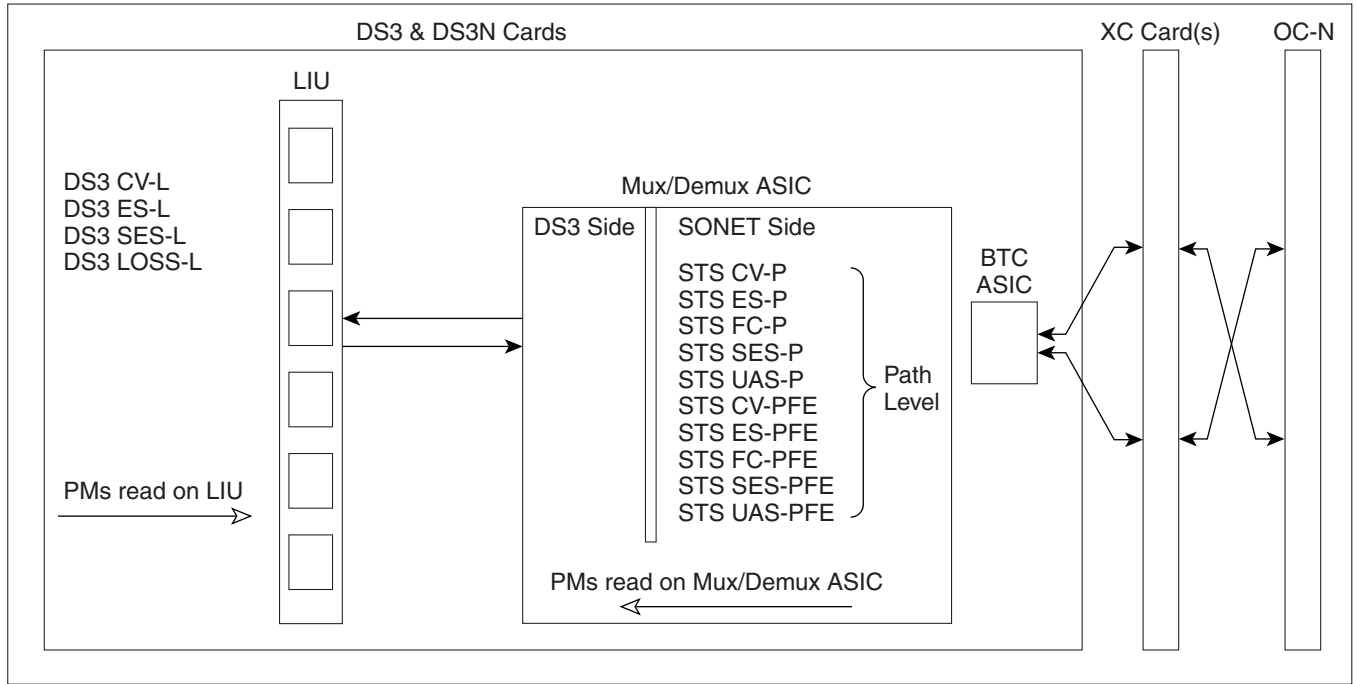 DS3 & DS3N Cards
XC Card(s)
OC-N
LIU
DS3 CV-L
DS3 ES-L
DS3 SES-L
DS3 LOSS-L
Mux/Demux ASIC
DS3 Side
SONET Side
STS CV-P
STS ES-P
STS FC-P
STS SES-P
STS UAS-P
STS CV-PFE
STS ES-PFE
STS FC-PFE
STS SES-PFE
STS UAS-PFE
Path
Level
BTC
ASIC
PMs read on LIU
PMs read on Mux/Demux ASIC